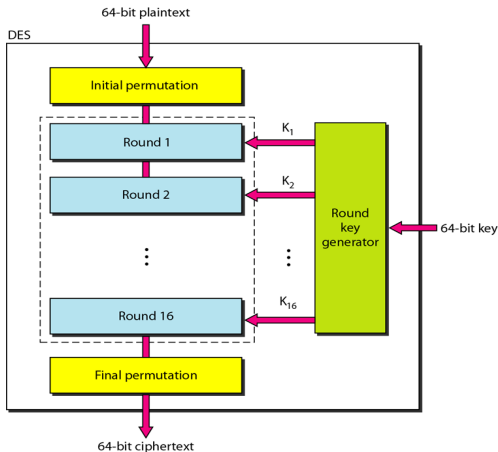 64-bit plaintext
DES
Initial permutation
Round 1
K1
Round 2
K2
Round
key
generator
64-bit key
...
...
Round 16
K16
Final permutation
64-bit ciphertext